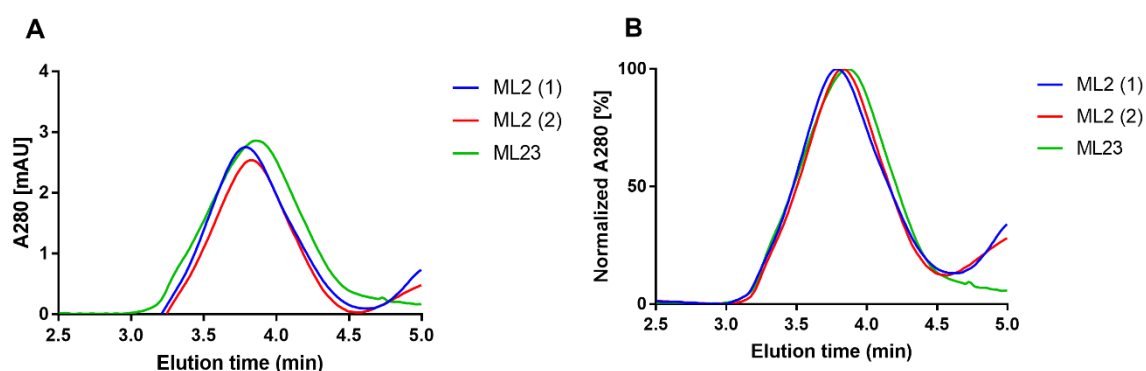 A
A280 [mAU]
4
3
2
1
0
2.5 3.0 3.5 4.0 4.5 5.0
Elution time (min)
ML2 (1)
ML2 (2)
ML23
B
Normalized A280 [%]
100
50
0
2.5 3.0 3.5 4.0 4.5 5.0
Elution time (min)
ML2 (1)
ML2 (2)
ML23